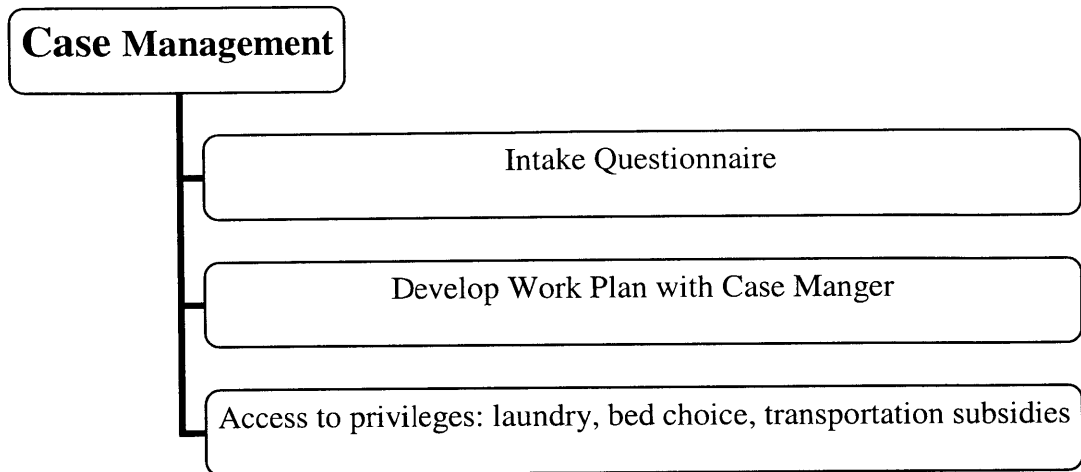 Case Management
Intake Questionnaire
Develop Work Plan with Case Manger
Access to privileges: laundry, bed choice, transportation subsidies